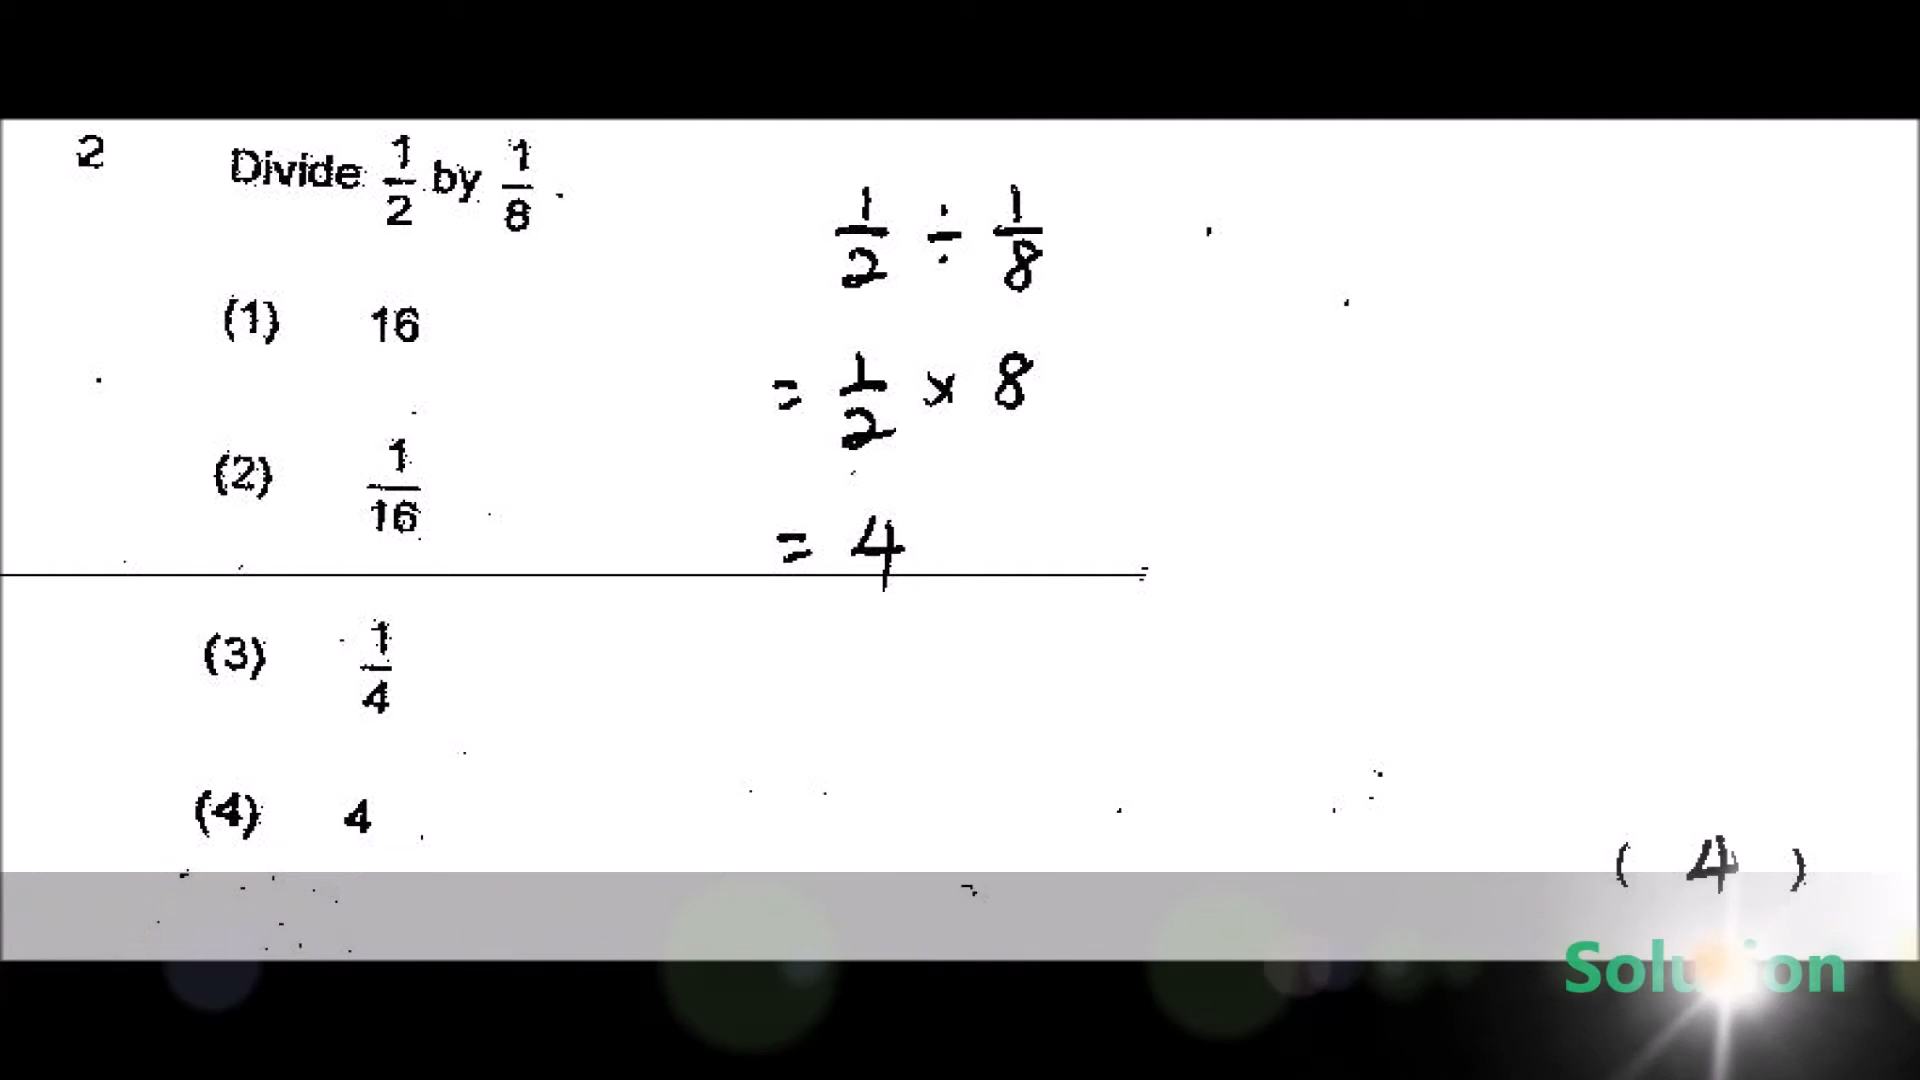 2 Divide 1/2 by 1/8.
(1) 16
(2) 1/16
(3) 1/4
(4) 4
1/2 ÷ 1/8
= 1/2 × 8
= 4
( 4 )
Solution